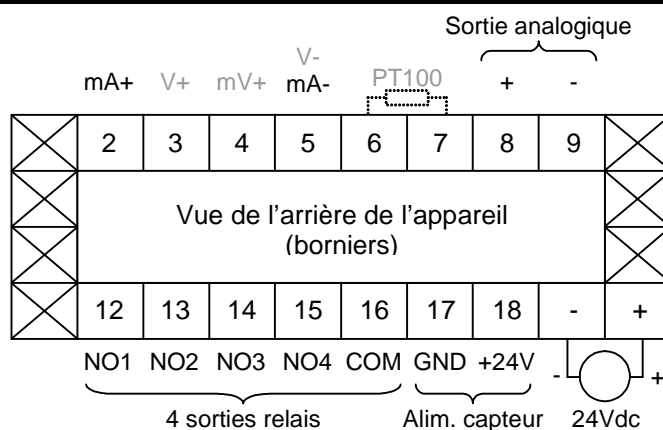 Sortie analogique
V-
mA+ V+ mV+ mA- PT100 + -
2 3 4 5 6 7 8 9
Vue de l'arrière de l'appareil
(borniers)
12 13 14 15 16 17 18 - +
NO1 NO2 NO3 NO4 COM GND +24V - +
4 sorties relais Alim. capteur 24Vdc